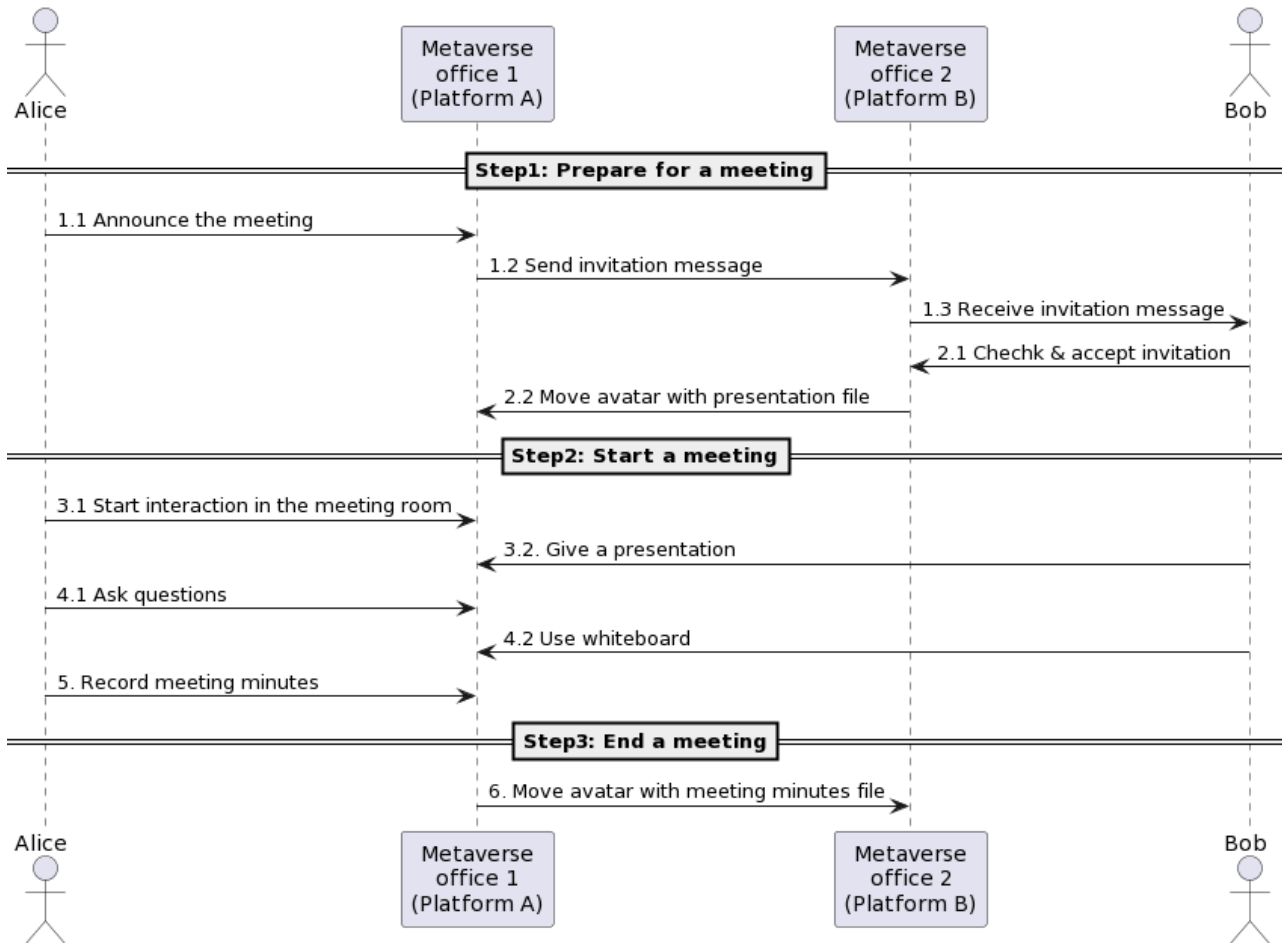 Alice
Metaverse
office 1
(Platform A)
Metaverse
office 2
(Platform B)
Bob
Step1: Prepare for a meeting
1.1 Announce the meeting
1.2 Send invitation message
1.3 Receive invitation message
2.1 Chechk & accept invitation
2.2 Move avatar with presentation file
Step2: Start a meeting
3.1 Start interaction in the meeting room
3.2. Give a presentation
4.1 Ask questions
4.2 Use whiteboard
5. Record meeting minutes
Step3: End a meeting
6. Move avatar with meeting minutes file
Alice
Metaverse
office 1
(Platform A)
Metaverse
office 2
(Platform B)
Bob